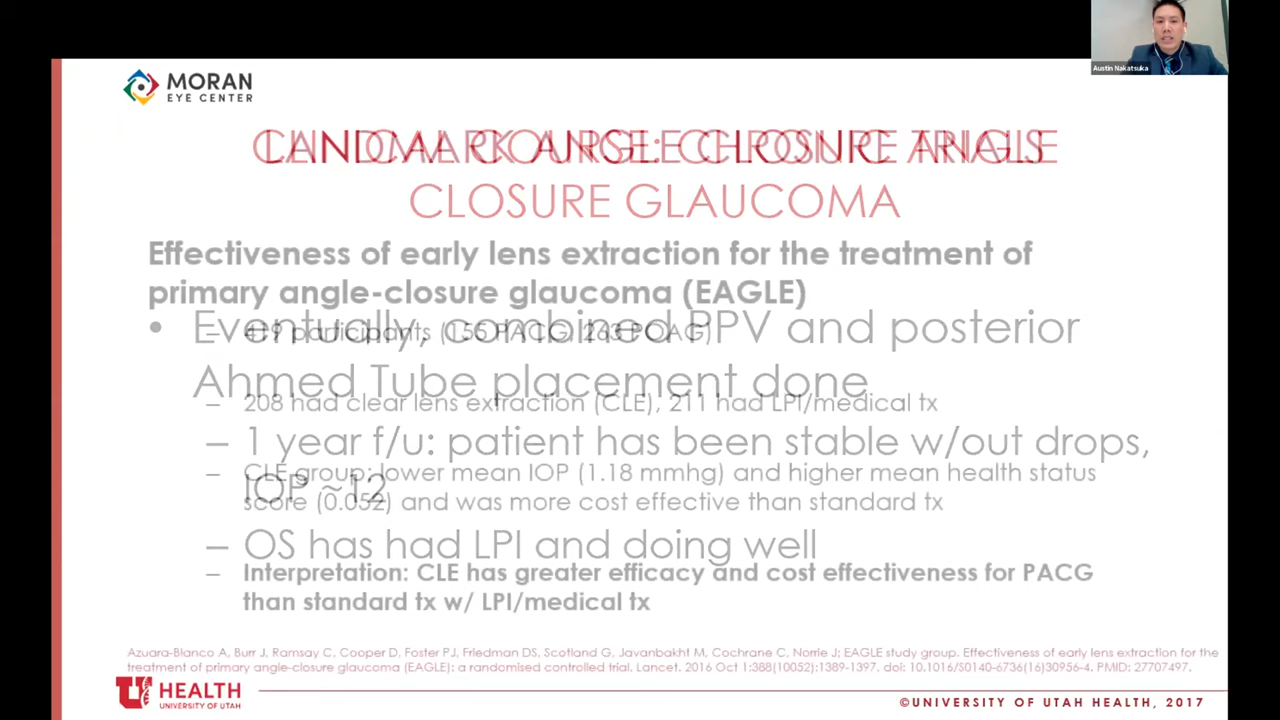 Austin Nakatsuka
MORAN
EYE CENTER
LANDMARK ANGLE CLOSURE TRIALS
CLINICAL COURSE: ANGLE
CLOSURE GLAUCOMA
Effectiveness of early lens extraction for the treatment of
primary angle-closure glaucoma (EAGLE)
• Eventually, combined PPV and posterior
– 419 participants (155 PACG, 263 POAG)
Ahmed Tube placement done
– 208 had clear lens extraction (CLE), 211 had LPI/medical tx
– 1 year f/u: patient has been stable w/out drops,
– CLE group: lower mean IOP (1.18 mmhg) and higher mean health status
IOP ~12
score (0.052) and was more cost effective than standard tx
– OS has had LPI and doing well
– Interpretation: CLE has greater efficacy and cost effectiveness for PACG
than standard tx w/ LPI/medical tx
Azuara-Blanco A, Burr J, Ramsay C, Cooper D, Foster PJ, Friedman DS, Scotland G, Javanbakht M, Cochrane C, Norrie J; EAGLE study group. Effectiveness of early lens extraction for the
treatment of primary angle-closure glaucoma (EAGLE): a randomised controlled trial. Lancet. 2016 Oct 1;388(10052):1389-1397. doi: 10.1016/S0140-6736(16)30956-4. PMID: 27707497.
U HEALTH
UNIVERSITY OF UTAH
©UNIVERSITY OF UTAH HEALTH, 2017